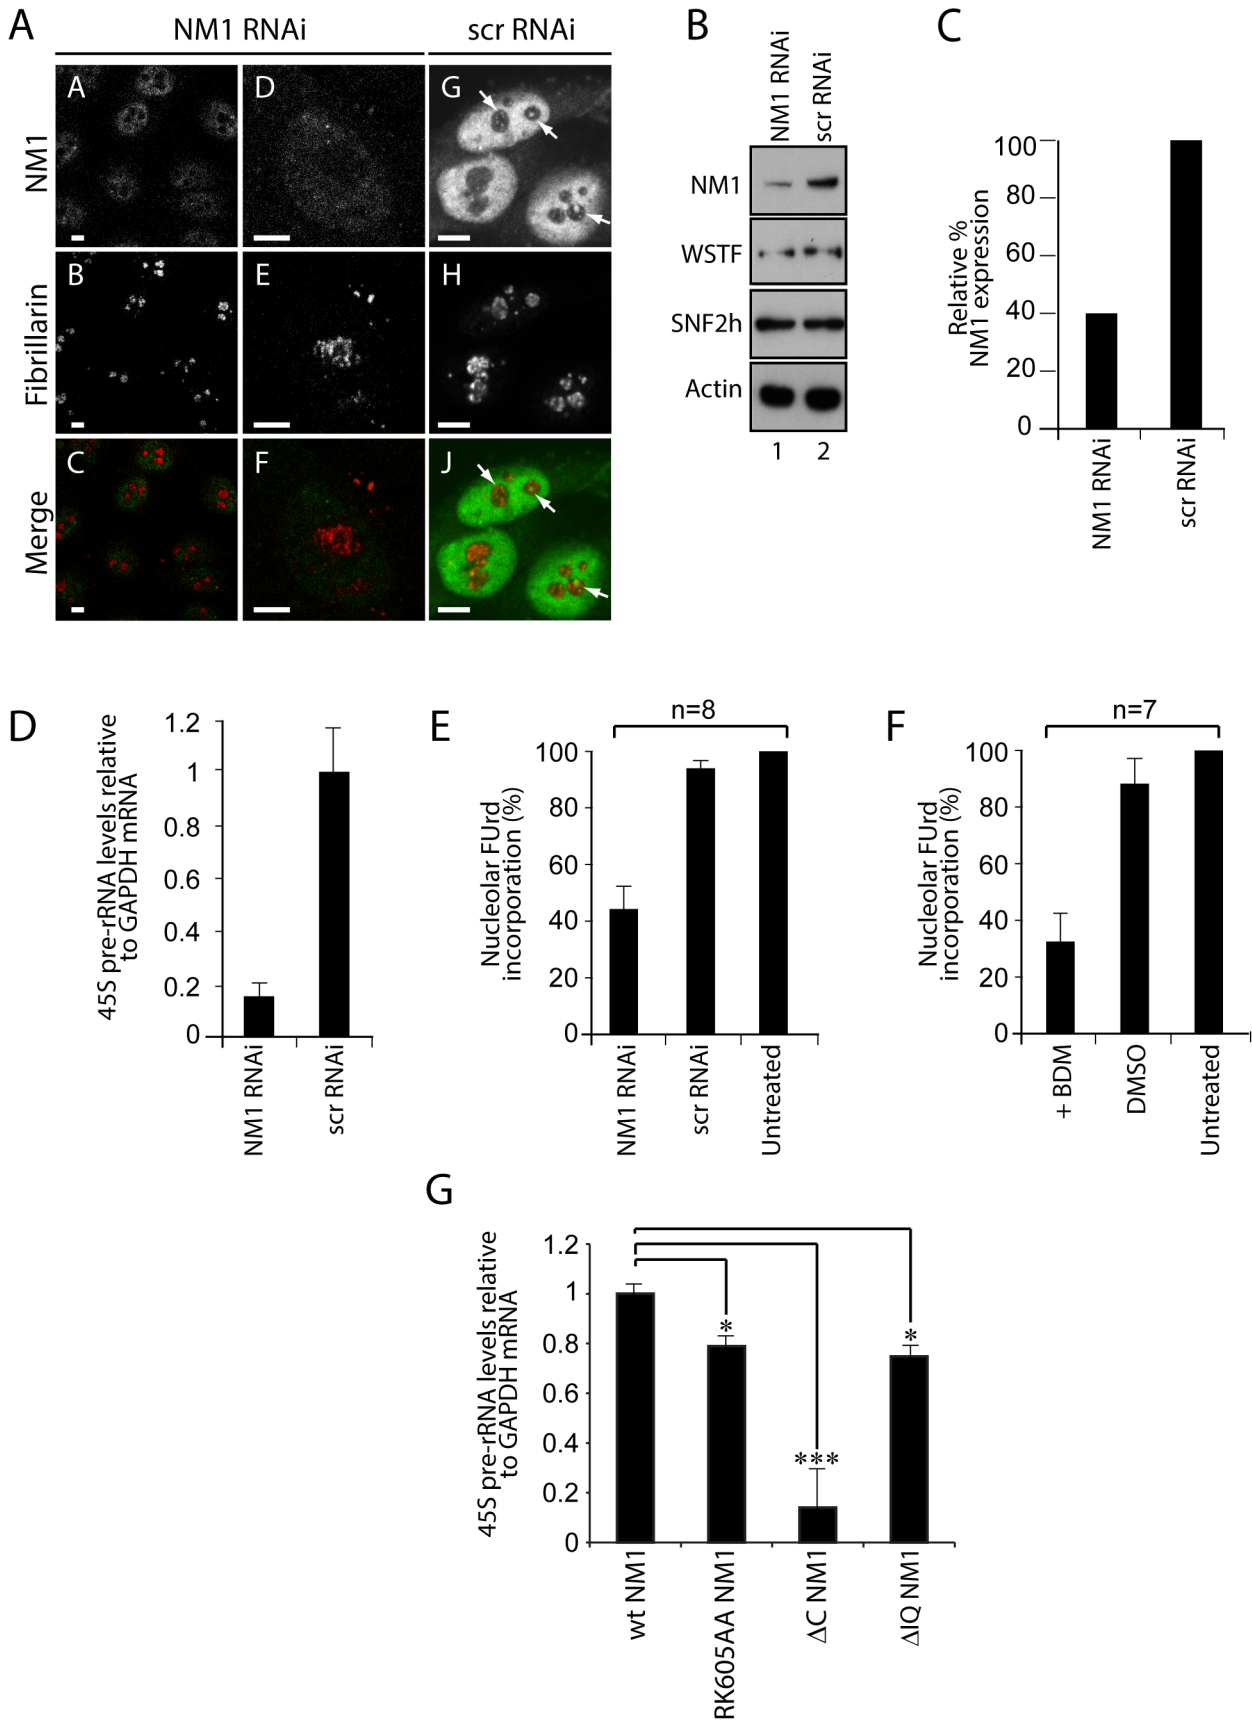 A
NM1 RNAi
scr RNAi
NM1
Fibrillarin
Merge
A
D
G
B
E
H
C
F
J
B
NM1 RNAi
scr RNAi
NM1
WSTF
SNF2h
Actin
1
2
C
Relative %
NM1 expression
100
80
60
40
20
0
NM1 RNAi
scr RNAi
D
45S pre-rRNA levels relative
to GAPDH mRNA
1.2
1
0.8
0.6
0.4
0.2
0
NM1 RNAi
scr RNAi
E
n=8
Nucleolar FUrd
incorporation (%)
100
80
60
40
20
0
NM1 RNAi
scr RNAi
Untreated
F
n=7
Nucleolar FUrd
incorporation (%)
100
80
60
40
20
0
+ BDM
DMSO
Untreated
G
45S pre-rRNA levels relative
to GAPDH mRNA
1.2
1
0.8
0.6
0.4
0.2
0
*
***
*
wt NM1
RK605AA NM1
ΔC NM1
ΔIQ NM1